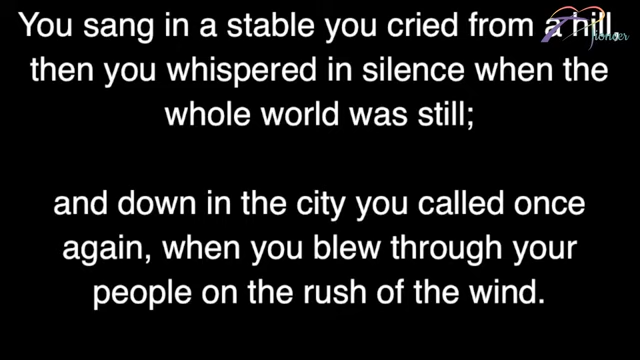 You sang in a stable you cried from a hill,
then you whispered in silence when the
whole world was still;
and down in the city you called once
again, when you blew through your
people on the rush of the wind.